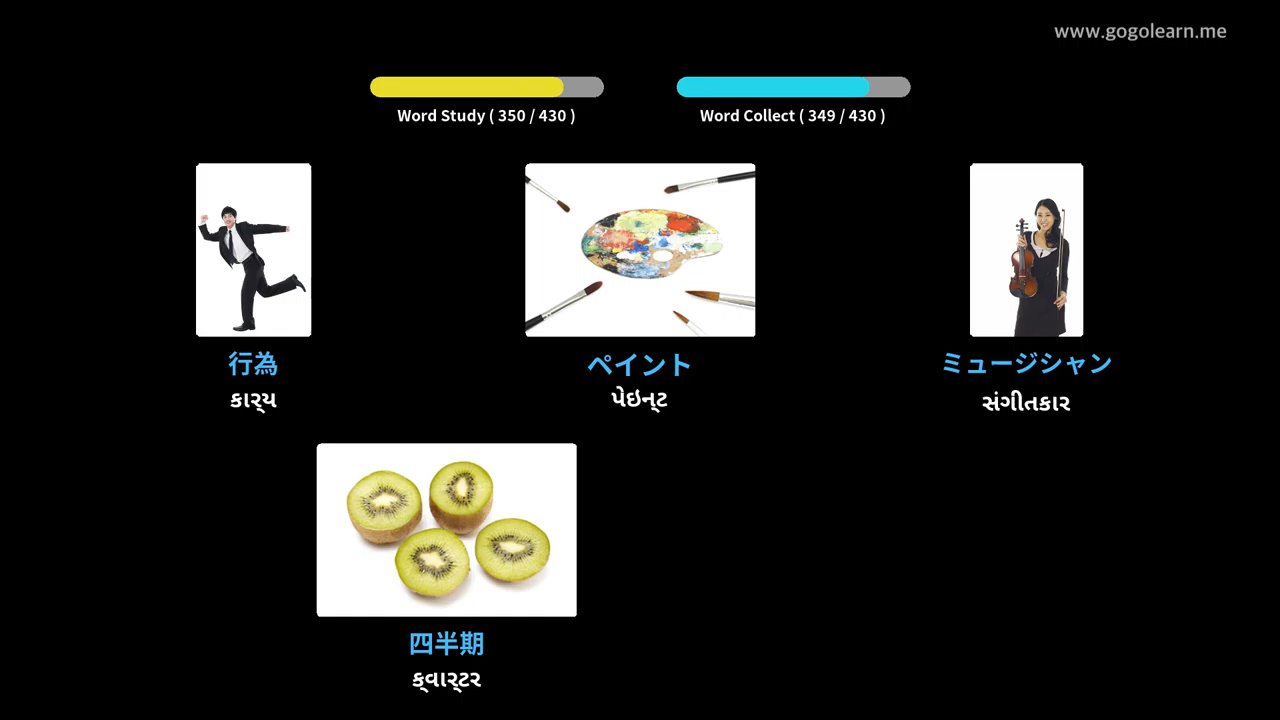 www.gogolearn.me
Word Study ( 350 / 430 )
Word Collect ( 349 / 430 )
行為
કાર્ય
ペイント
પેઇન્ટ
ミュージシャン
સંગીતકાર
四半期
ક્વાર્ટર